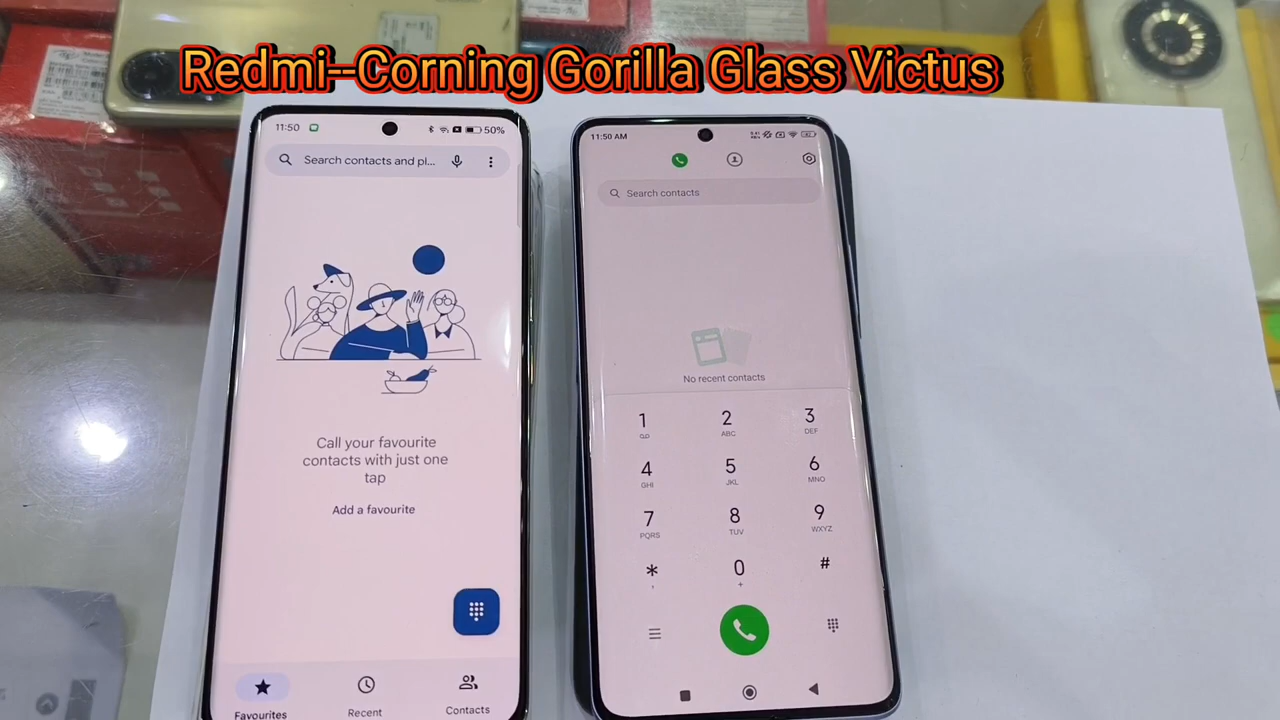 Redmi--Corning Gorilla Glass Victus
itel
11:50
50%
Search contacts and pl...
Call your favourite
contacts with just one
tap
Add a favourite
Favourites
Recent
Contacts
11:50 AM
Search contacts
No recent contacts
1
2
ABC
3
DEF
4
GHI
5
JKL
6
MNO
7
PQRS
8
TUV
9
WXYZ
*
,
0
+
#